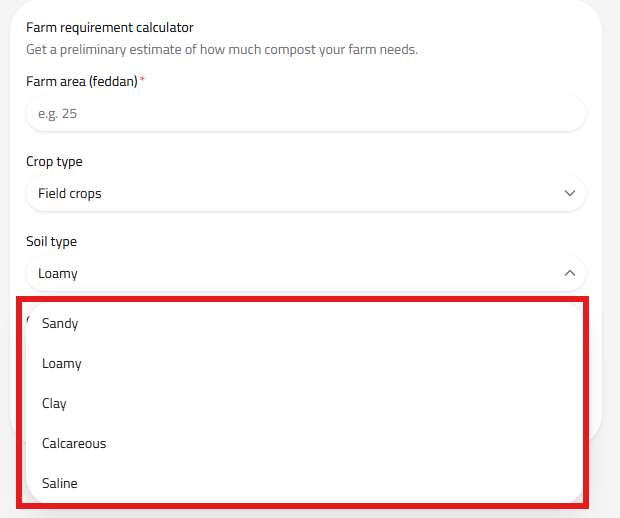 Farm requirement calculator
Get a preliminary estimate of how much compost your farm needs.
Farm area (feddan) *
e.g. 25
Crop type
Field crops
Soil type
Loamy
Sandy
Loamy
Clay
Calcareous
Saline